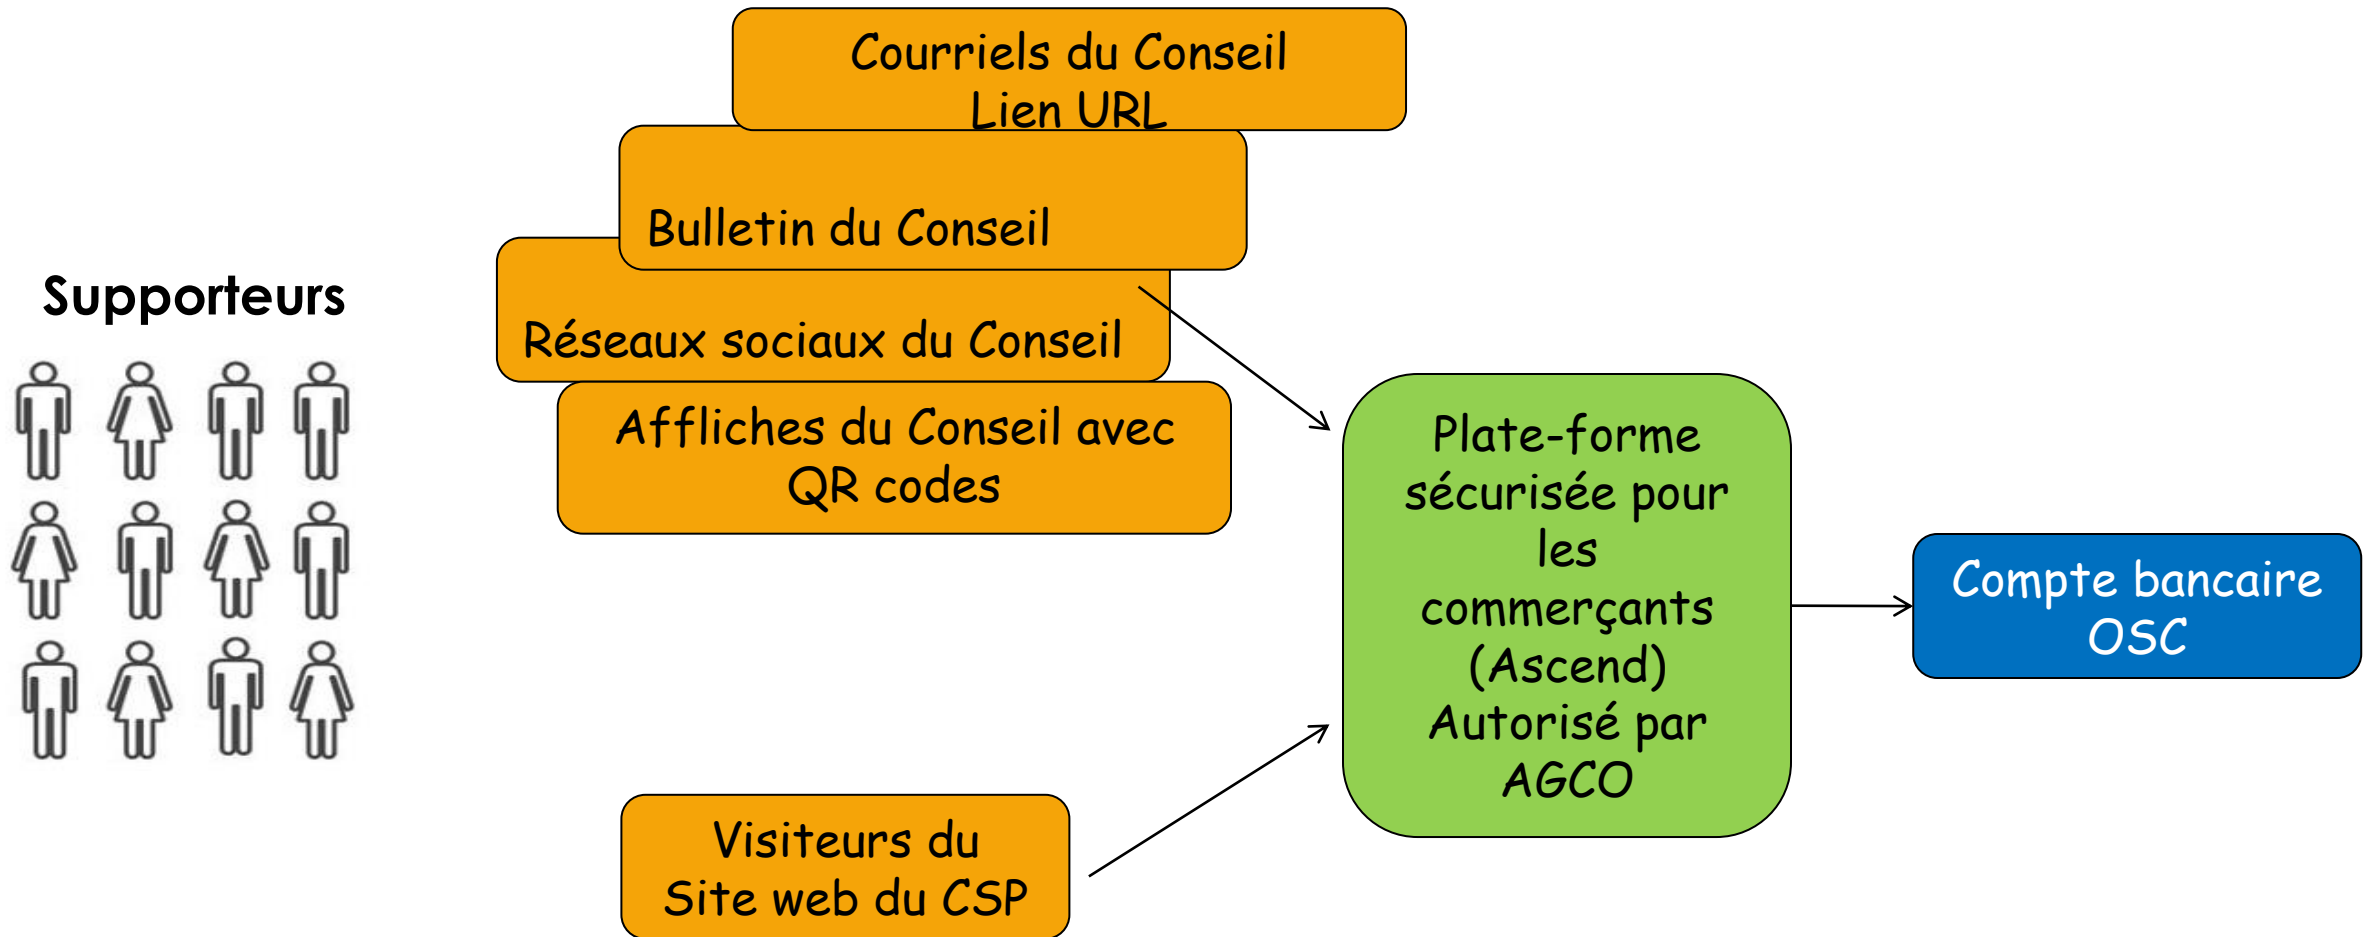 Supporteurs
Courriels du Conseil
Lien URL
Bulletin du Conseil
Réseaux sociaux du Conseil
Affliches du Conseil avec
QR codes
Visiteurs du
Site web du CSP
Plate-forme
sécurisée pour
les
commerçants
(Ascend)
Autorisé par
AGCO
Compte bancaire
OSC